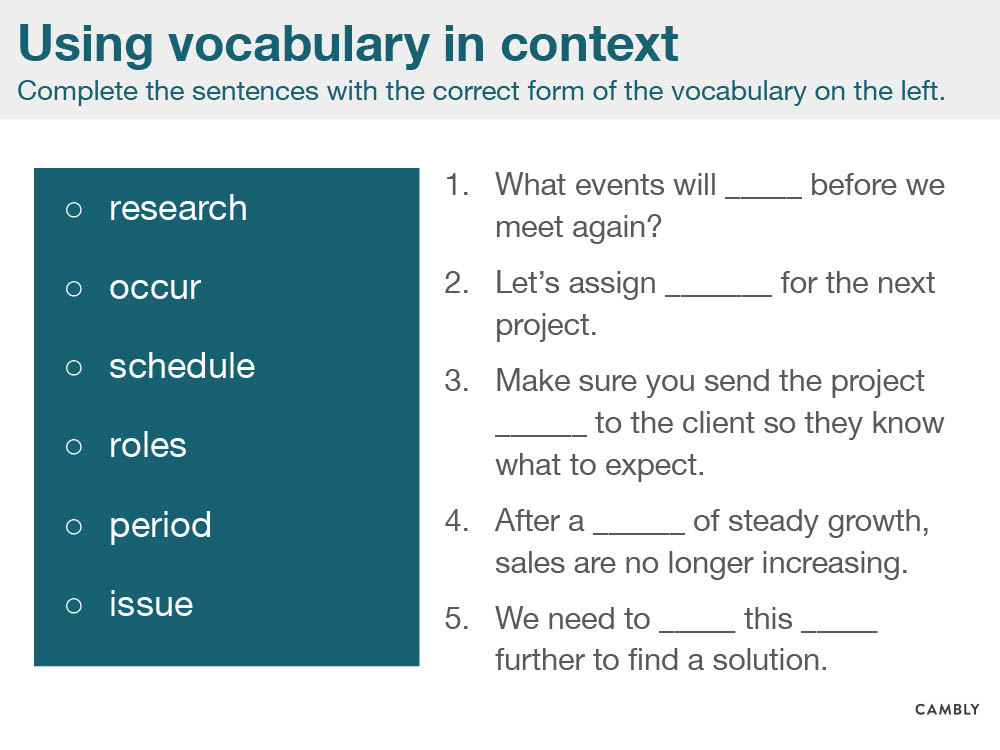 Using vocabulary in context
Complete the sentences with the correct form of the vocabulary on the left.
○ research
○ occur
○ schedule
○ roles
○ period
○ issue
1. What events will _____ before we
meet again?
2. Let’s assign _______ for the next
project.
3. Make sure you send the project
______ to the client so they know
what to expect.
4. After a ______ of steady growth,
sales are no longer increasing.
5. We need to _____ this _____
further to find a solution.
CAMBLY